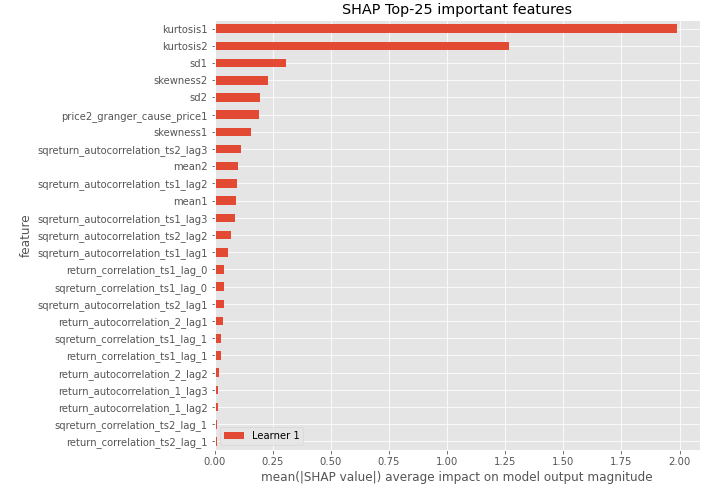 SHAP Top-25 important features
kurtosis1
kurtosis2
sd1
skewness2
sd2
price2_granger_cause_price1
skewness1
sqreturn_autocorrelation_ts2_lag3
mean2
sqreturn_autocorrelation_ts1_lag2
mean1
sqreturn_autocorrelation_ts1_lag3
sqreturn_autocorrelation_ts2_lag2
sqreturn_autocorrelation_ts1_lag1
return_correlation_ts1_lag_0
sqreturn_correlation_ts1_lag_0
sqreturn_autocorrelation_ts2_lag1
return_autocorrelation_2_lag1
sqreturn_correlation_ts1_lag_1
return_correlation_ts1_lag_1
return_autocorrelation_2_lag2
return_autocorrelation_1_lag3
return_autocorrelation_1_lag2
sqreturn_correlation_ts2_lag_1
return_correlation_ts2_lag_1
feature
Learner 1
0.00 0.25 0.50 0.75 1.00 1.25 1.50 1.75 2.00
mean(|SHAP value|) average impact on model output magnitude